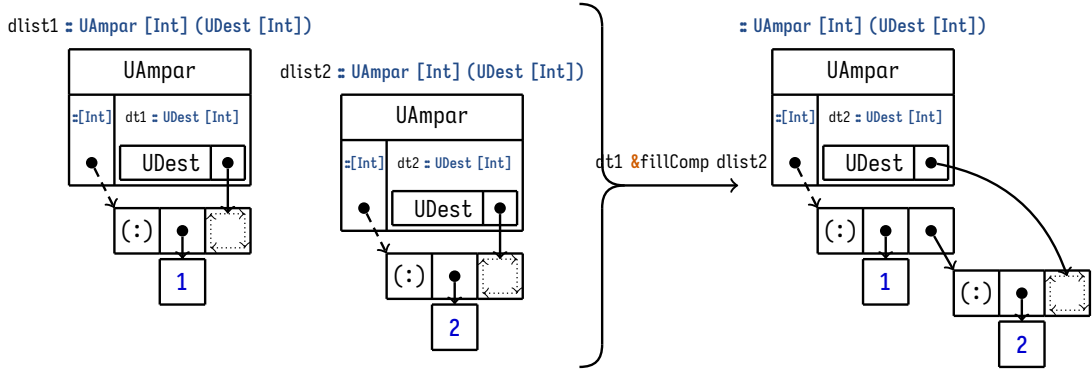 dlist1 :: UAmpar [Int] (UDest [Int])
UAmpar
::[Int] dt1 :: UDest [Int]
UDest
(:)
1
dlist2 :: UAmpar [Int] (UDest [Int])
UAmpar
::[Int] dt2 :: UDest [Int]
UDest
(:)
2
dt1 &fillComp dlist2
:: UAmpar [Int] (UDest [Int])
UAmpar
::[Int] dt2 :: UDest [Int]
UDest
(:)
1
(:)
2